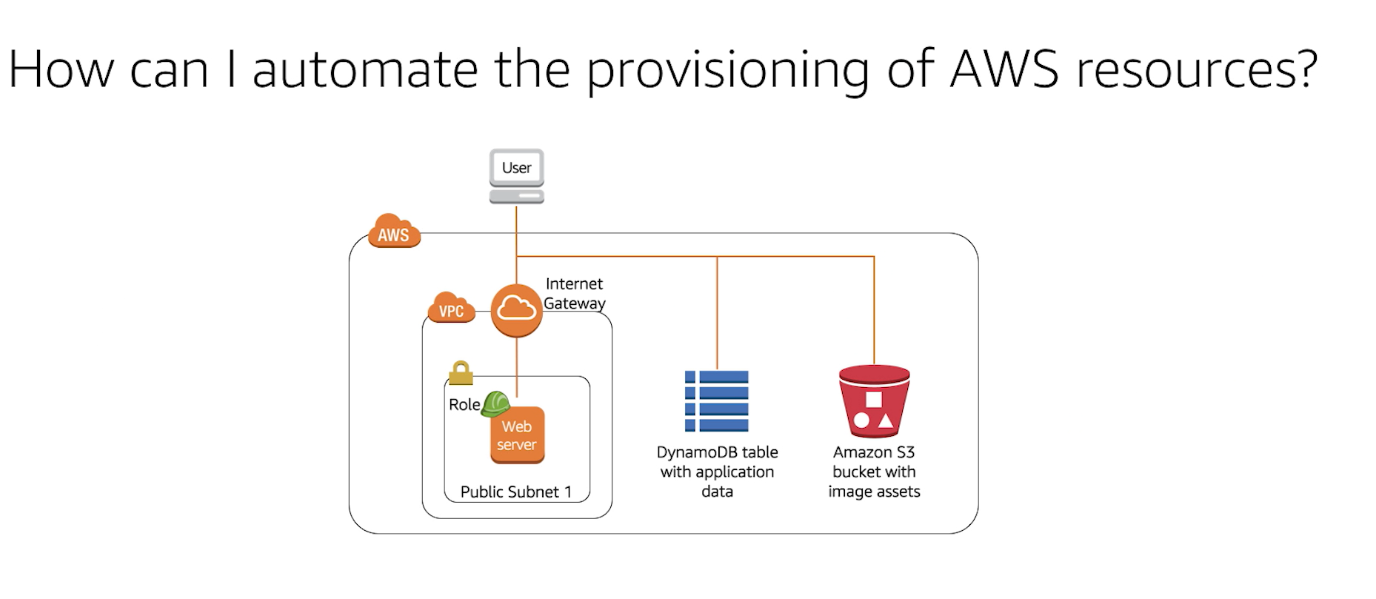 How can I automate the provisioning of AWS resources?
User
AWS
Internet
Gateway
VPC
Role
Web
server
Public Subnet 1
DynamoDB table
with application
data
Amazon S3
bucket with
image assets